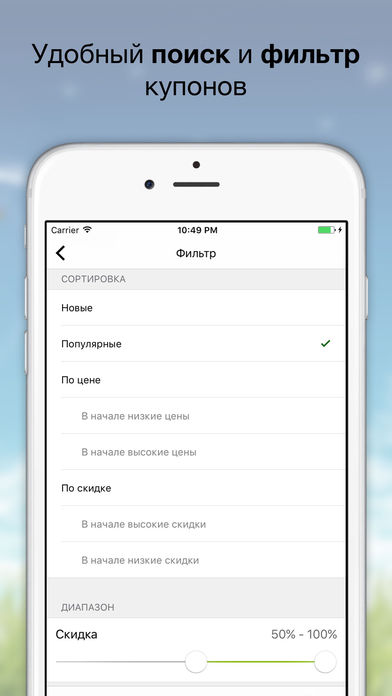 Удобный поиск и фильтр
купонов
Carrier 10:49 PM
Фильтр
СОРТИРОВКА
Новые
Популярные
По цене
В начале низкие цены
В начале высокие цены
По скидке
В начале высокие скидки
В начале низкие скидки
ДИАПАЗОН
Скидка 50% - 100%